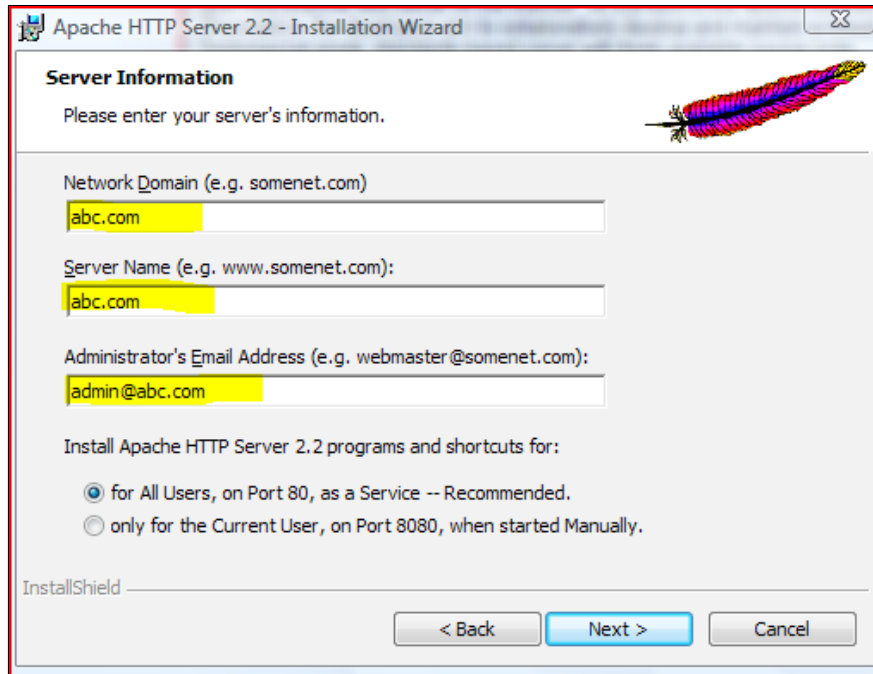 Apache HTTP Server 2.2 - Installation Wizard
Server Information
Please enter your server's information.
Network Domain (e.g. somenet.com)
abc.com
Server Name (e.g. www.somenet.com):
abc.com
Administrator's Email Address (e.g. webmaster@somenet.com):
admin@abc.com
Install Apache HTTP Server 2.2 programs and shortcuts for:
for All Users, on Port 80, as a Service -- Recommended.
only for the Current User, on Port 8080, when started Manually.
InstallShield
< Back Next > Cancel